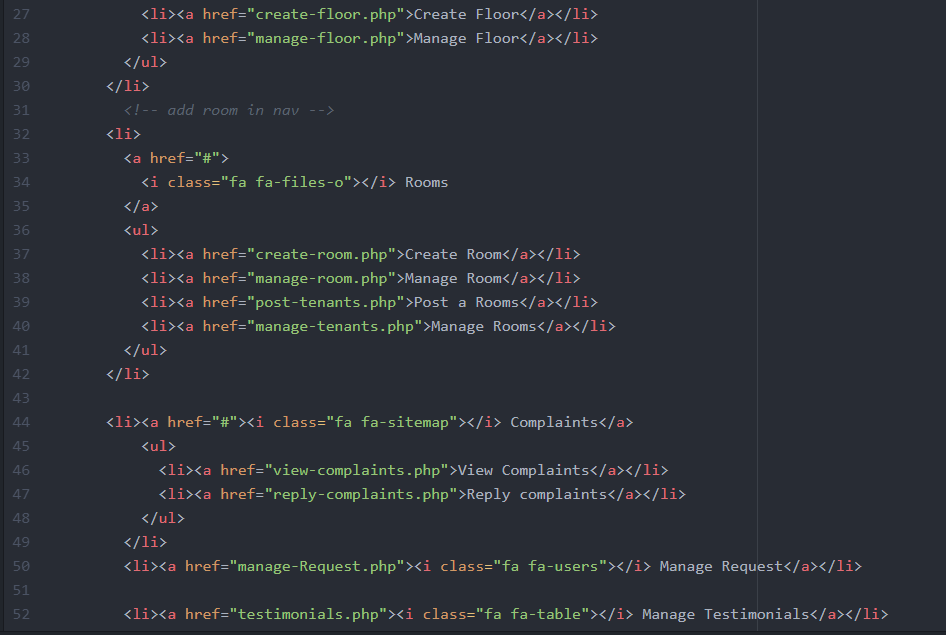 27 <li><a href="create-floor.php">Create Floor</a></li>
28 <li><a href="manage-floor.php">Manage Floor</a></li>
29 </ul>
30 </li>
31 <!-- add room in nav -->
32 <li>
33 <a href="#">
34 <i class="fa fa-files-o"></i> Rooms
35 </a>
36 <ul>
37 <li><a href="create-room.php">Create Room</a></li>
38 <li><a href="manage-room.php">Manage Room</a></li>
39 <li><a href="post-tenants.php">Post a Rooms</a></li>
40 <li><a href="manage-tenants.php">Manage Rooms</a></li>
41 </ul>
42 </li>
43
44 <li><a href="#"><i class="fa fa-sitemap"></i> Complaints</a>
45 <ul>
46 <li><a href="view-complaints.php">View Complaints</a></li>
47 <li><a href="reply-complaints.php">Reply complaints</a></li>
48 </ul>
49 </li>
50 <li><a href="manage-Request.php"><i class="fa fa-users"></i> Manage Request</a></li>
51
52 <li><a href="testimonials.php"><i class="fa fa-table"></i> Manage Testimonials</a></li>